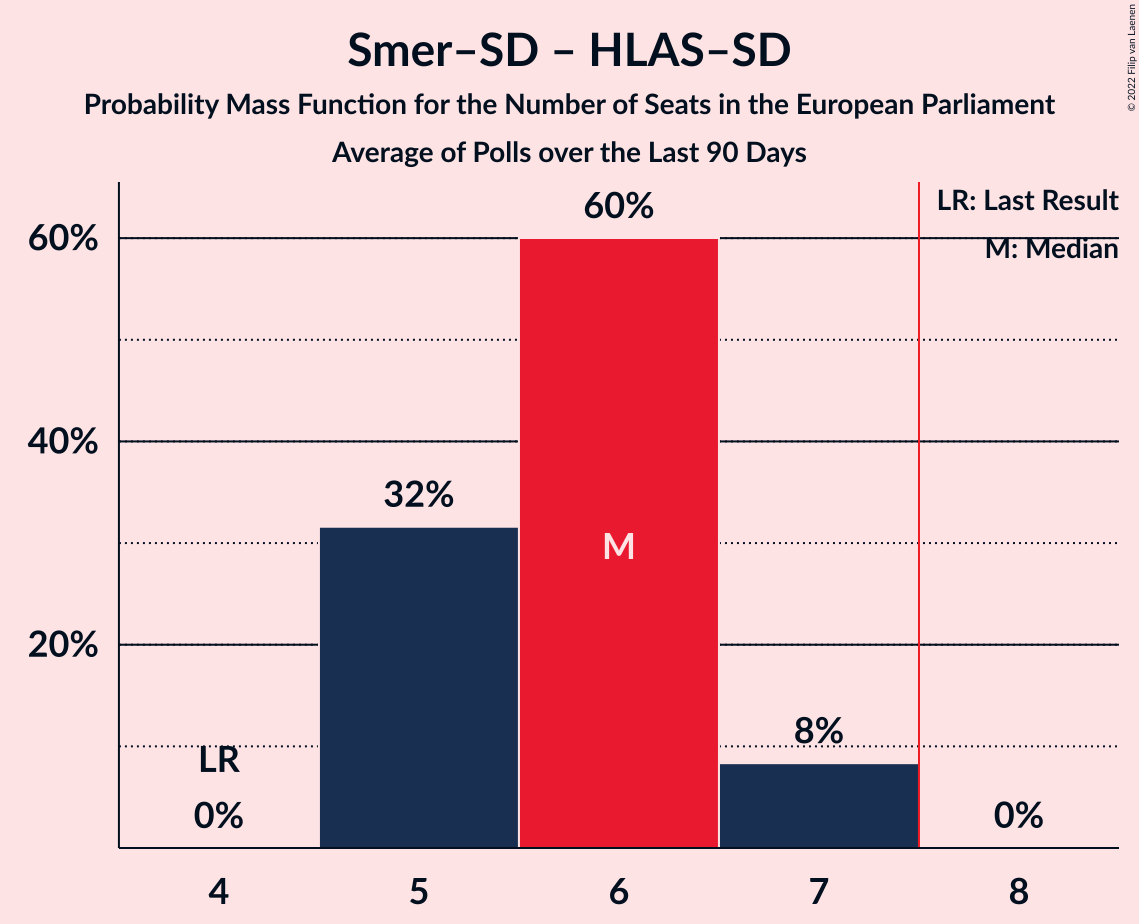 Smer–SD – HLAS–SD
Probability Mass Function for the Number of Seats in the European Parliament
Average of Polls over the Last 90 Days
© 2022 Filip van Laenen
LR: Last Result
M: Median
60%
40%
20%
LR
0%
32%
60%
M
8%
0%
4
5
6
7
8